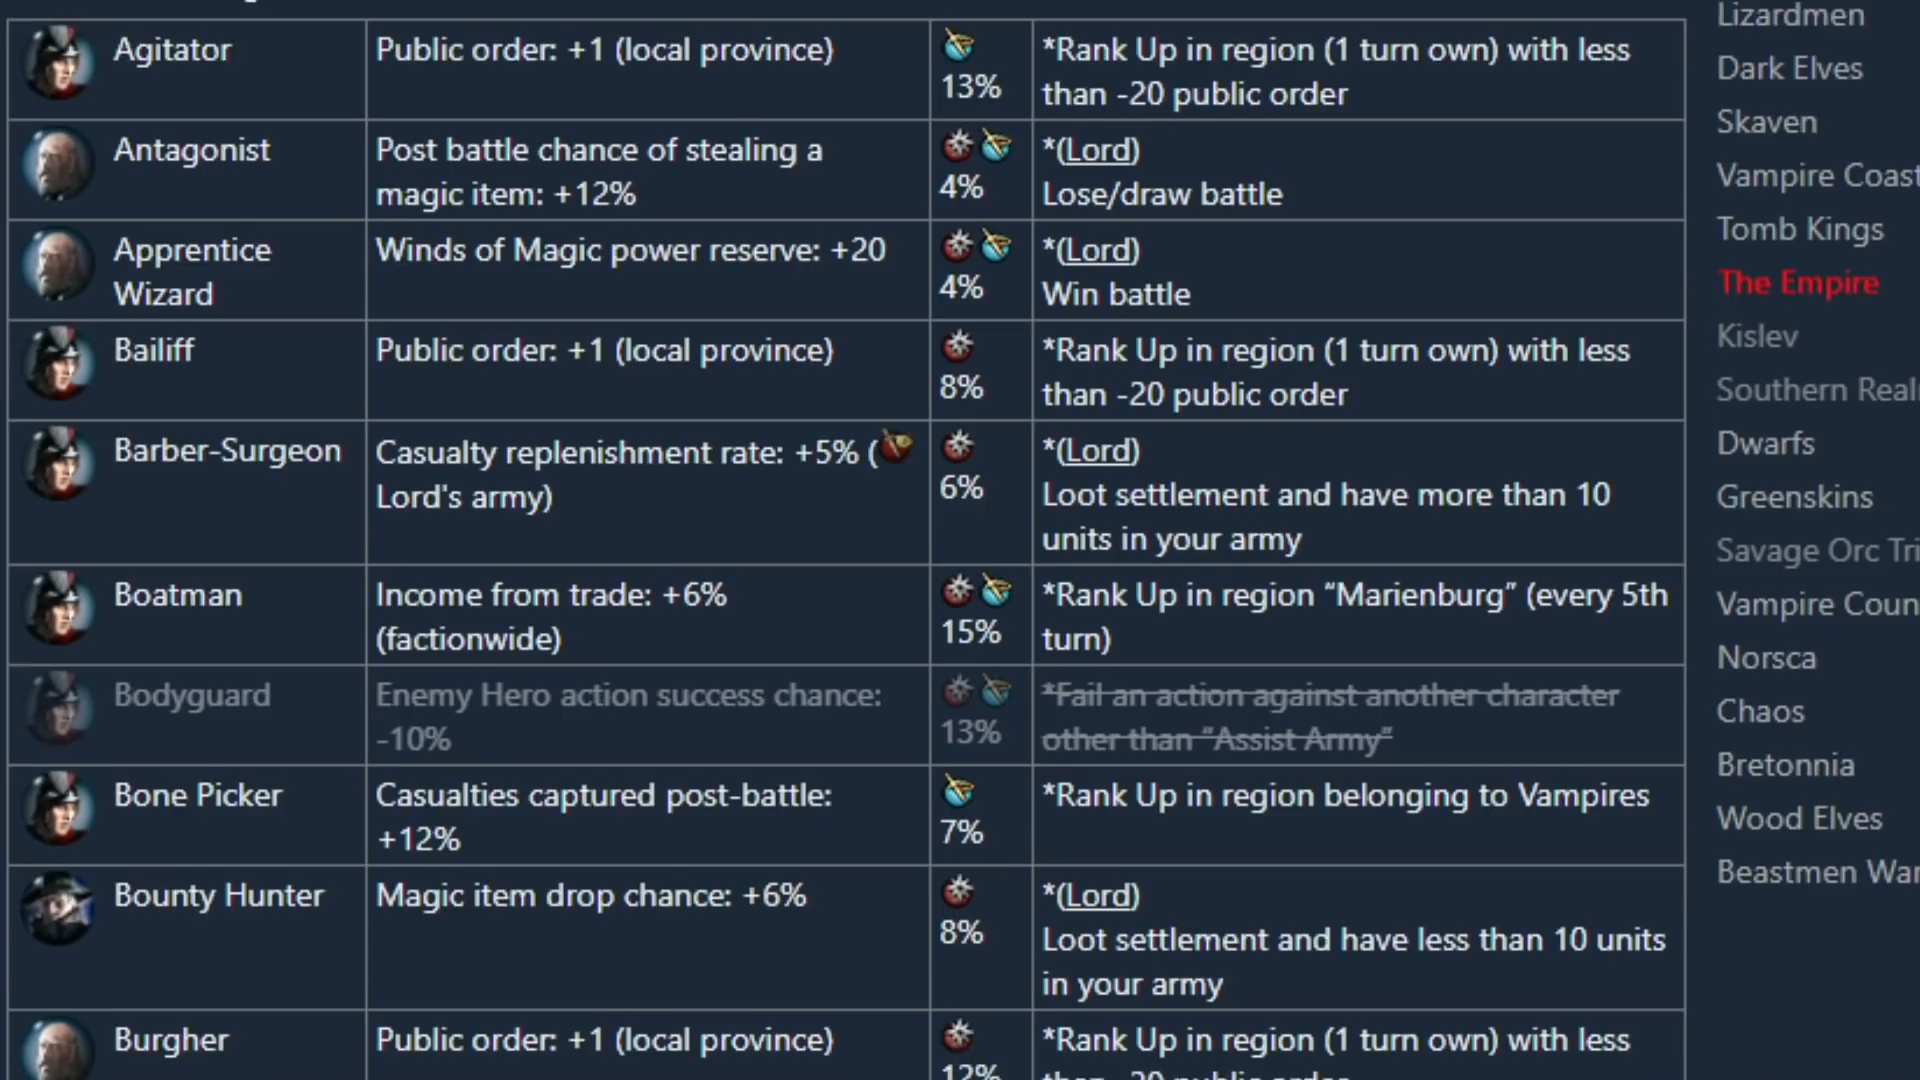 Agitator
Public order: +1 (local province)
13%
*Rank Up in region (1 turn own) with less
than -20 public order
Antagonist
Post battle chance of stealing a
magic item: +12%
4%
*(Lord)
Lose/draw battle
Apprentice
Wizard
Winds of Magic power reserve: +20
4%
*(Lord)
Win battle
Bailiff
Public order: +1 (local province)
8%
*Rank Up in region (1 turn own) with less
than -20 public order
Barber-Surgeon
Casualty replenishment rate: +5% (
Lord's army)
6%
*(Lord)
Loot settlement and have more than 10
units in your army
Boatman
Income from trade: +6%
(factionwide)
15%
*Rank Up in region “Marienburg” (every 5th
turn)
Bodyguard
Enemy Hero action success chance:
-10%
13%
*Fail an action against another character
other than “Assist Army”
Bone Picker
Casualties captured post-battle:
+12%
7%
*Rank Up in region belonging to Vampires
Bounty Hunter
Magic item drop chance: +6%
8%
*(Lord)
Loot settlement and have less than 10 units
in your army
Burgher
Public order: +1 (local province)
12%
*Rank Up in region (1 turn own) with less
than -20 public order
Lizardmen
Dark Elves
Skaven
Vampire Coast
Tomb Kings
The Empire
Kislev
Southern Real
Dwarfs
Greenskins
Savage Orc Tri
Vampire Coun
Norsca
Chaos
Bretonnia
Wood Elves
Beastmen War